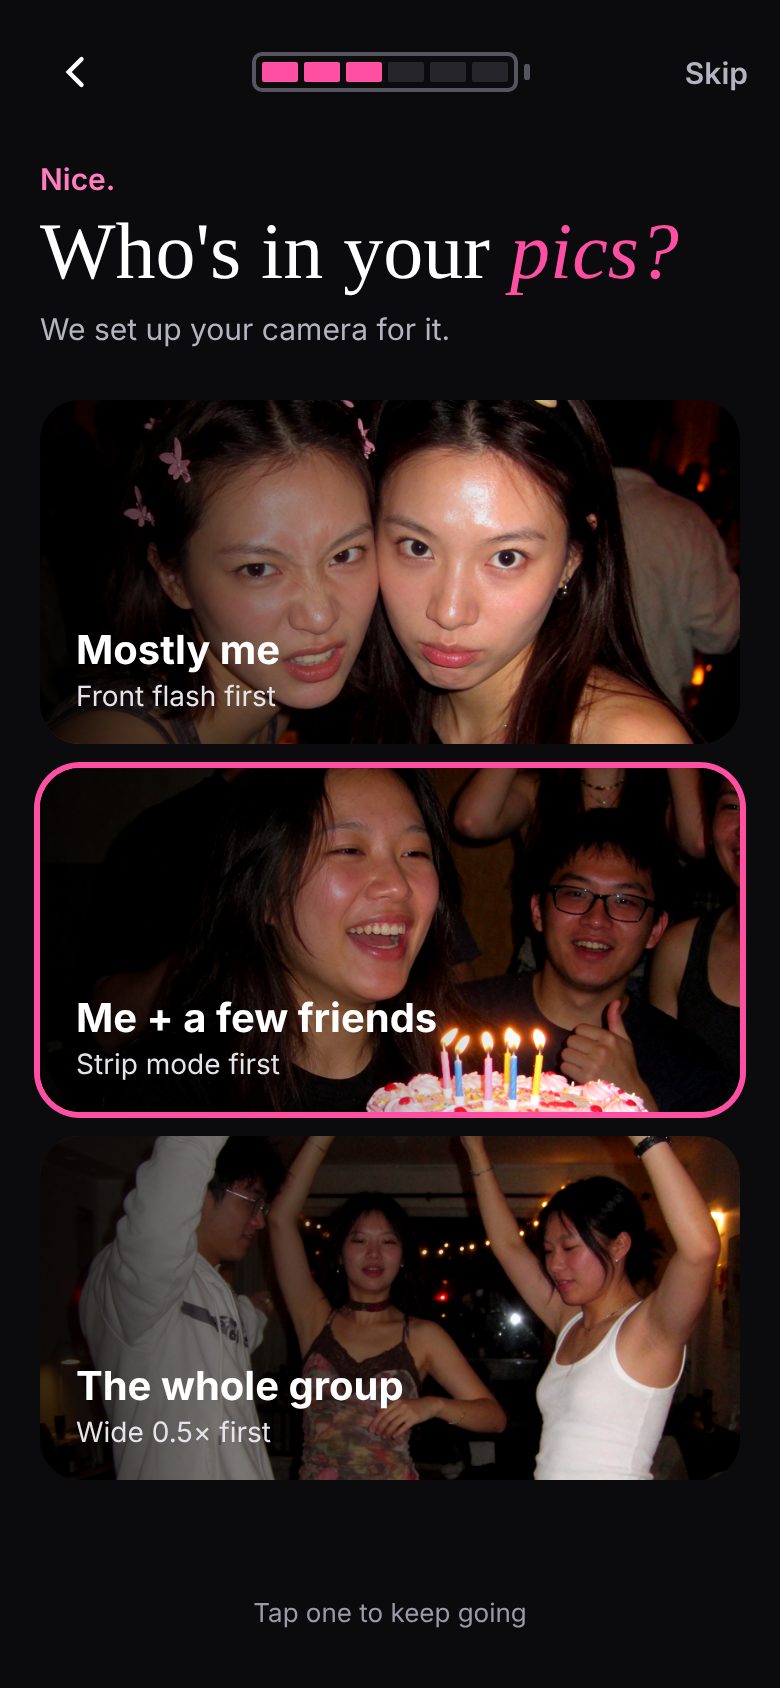 Skip
Nice.
Who's in your pics?
We set up your camera for it.
Mostly me
Front flash first
Me + a few friends
Strip mode first
The whole group
Wide 0.5× first
Tap one to keep going